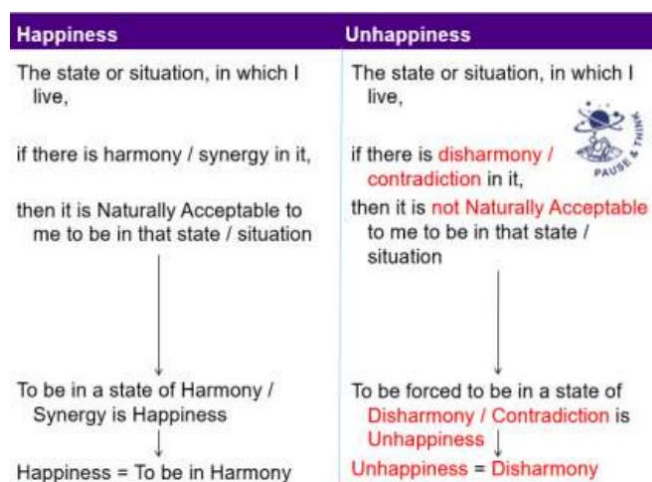 Happiness
The state or situation, in which I
live,
if there is harmony / synergy in it,
then it is Naturally Acceptable to
me to be in that state / situation
To be in a state of Harmony /
Synergy is Happiness
Happiness = To be in Harmony
Unhappiness
The state or situation, in which I
live,
if there is disharmony /
contradiction in it,
PAUSE & THINK
then it is not Naturally Acceptable
to me to be in that state /
situation
To be forced to be in a state of
Disharmony / Contradiction is
Unhappiness
Unhappiness = Disharmony